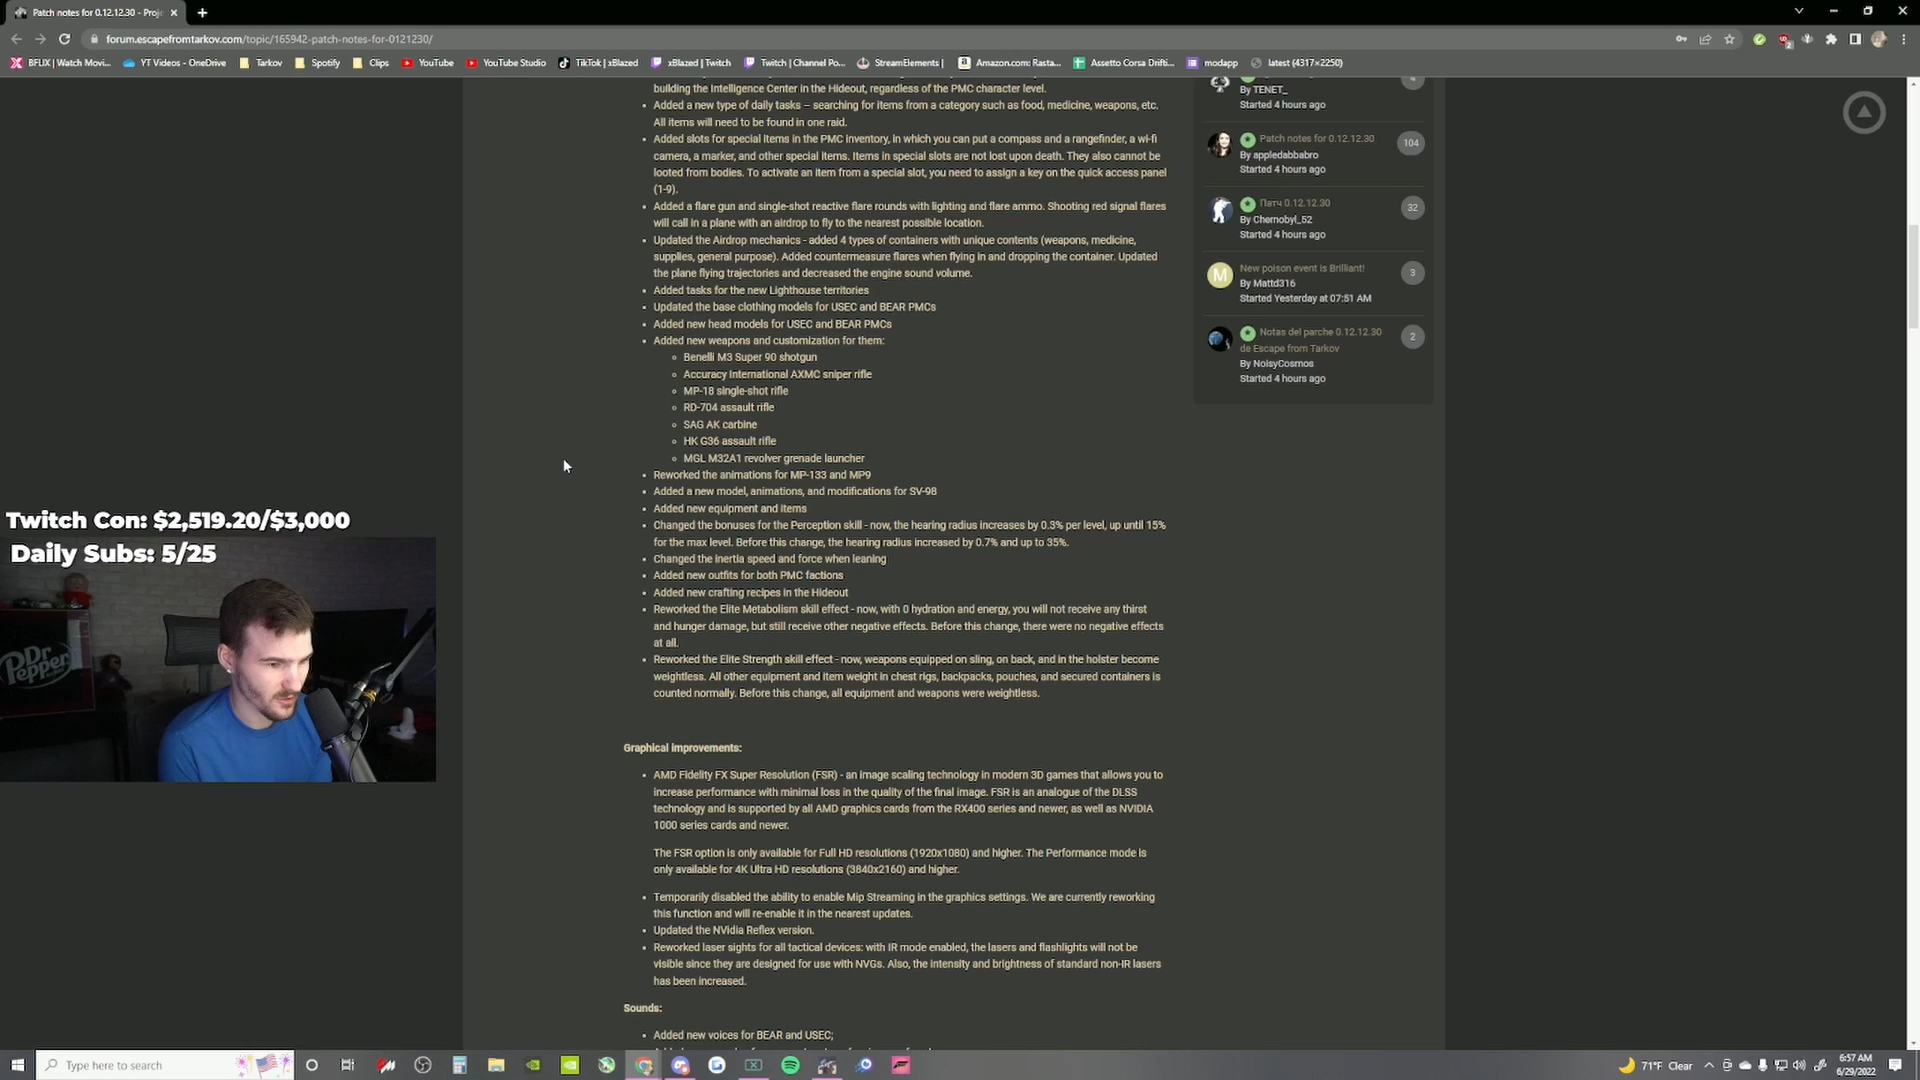 Patch notes for 0.12.12.30 - Proj
forum.escapefromtarkov.com/topic/165942-patch-notes-for-0121230/
BFLIX | Watch Movi...
YT Videos - OneDrive
Tarkov
Spotify
Clips
YouTube
YouTube Studio
TikTok | xBlazed
xBlazed | Twitch
Twitch | Channel Po...
StreamElements |
Amazon.com: Rasta...
Assetto Corsa Drifti...
modapp
latest (4317×2250)
building the Intelligence Center in the Hideout, regardless of the PMC character level.
Added a new type of daily tasks – searching for items from a category such as food, medicine, weapons, etc.
All items will need to be found in one raid.
Added slots for special items in the PMC inventory, in which you can put a compass and a rangefinder, a wi-fi
camera, a marker, and other special items. Items in special slots are not lost upon death. They also cannot be
looted from bodies. To activate an item from a special slot, you need to assign a key on the quick access panel
(1-9).
Added a flare gun and single-shot reactive flare rounds with lighting and flare ammo. Shooting red signal flares
will call in a plane with an airdrop to fly to the nearest possible location.
Updated the Airdrop mechanics - added 4 types of containers with unique contents (weapons, medicine,
supplies, general purpose). Added countermeasure flares when flying in and dropping the container. Updated
the plane flying trajectories and decreased the engine sound volume.
Added tasks for the new Lighthouse territories
Updated the base clothing models for USEC and BEAR PMCs
Added new head models for USEC and BEAR PMCs
Added new weapons and customization for them:
Benelli M3 Super 90 shotgun
Accuracy International AXMC sniper rifle
MP-18 single-shot rifle
RD-704 assault rifle
SAG AK carbine
HK G36 assault rifle
MGL M32A1 revolver grenade launcher
Reworked the animations for MP-133 and MP9
Added a new model, animations, and modifications for SV-98
Added new equipment and items
Changed the bonuses for the Perception skill - now, the hearing radius increases by 0.3% per level, up until 15%
for the max level. Before this change, the hearing radius increased by 0.7% and up to 35%.
Changed the inertia speed and force when leaning
Added new outfits for both PMC factions
Added new crafting recipes in the Hideout
Reworked the Elite Metabolism skill effect - now, with 0 hydration and energy, you will not receive any thirst
and hunger damage, but still receive other negative effects. Before this change, there were no negative effects
at all.
Reworked the Elite Strength skill effect - now, weapons equipped on sling, on back, and in the holster become
weightless. All other equipment and item weight in chest rigs, backpacks, pouches, and secured containers is
counted normally. Before this change, all equipment and weapons were weightless.
Graphical improvements:
AMD Fidelity FX Super Resolution (FSR) - an image scaling technology in modern 3D games that allows you to
increase performance with minimal loss in the quality of the final image. FSR is an analogue of the DLSS
technology and is supported by all AMD graphics cards from the RX400 series and newer, as well as NVIDIA
1000 series cards and newer.
The FSR option is only available for Full HD resolutions (1920x1080) and higher. The Performance mode is
only available for 4K Ultra HD resolutions (3840x2160) and higher.
Temporarily disabled the ability to enable Mip Streaming in the graphics settings. We are currently reworking
this function and will re-enable it in the nearest updates.
Updated the NVidia Reflex version.
Reworked laser sights for all tactical devices: with IR mode enabled, the lasers and flashlights will not be
visible since they are designed for use with NVGs. Also, the intensity and brightness of standard non-IR lasers
has been increased.
Sounds:
Added new voices for BEAR and USEC;
By TENET_
Started 4 hours ago
Patch notes for 0.12.12.30
104
By appledabbabro
Started 4 hours ago
Патч 0.12.12.30
32
By Chernobyl_52
Started 4 hours ago
M
New poison event is Brilliant!
3
By Mattd316
Started Yesterday at 07:51 AM
Notas del parche 0.12.12.30
2
de Escape from Tarkov
By NoisyCosmos
Started 4 hours ago
Twitch Con: $2,519.20/$3,000
Daily Subs: 5/25
Dr Pepper
Type here to search
71°F Clear
6:57 AM
6/29/2022